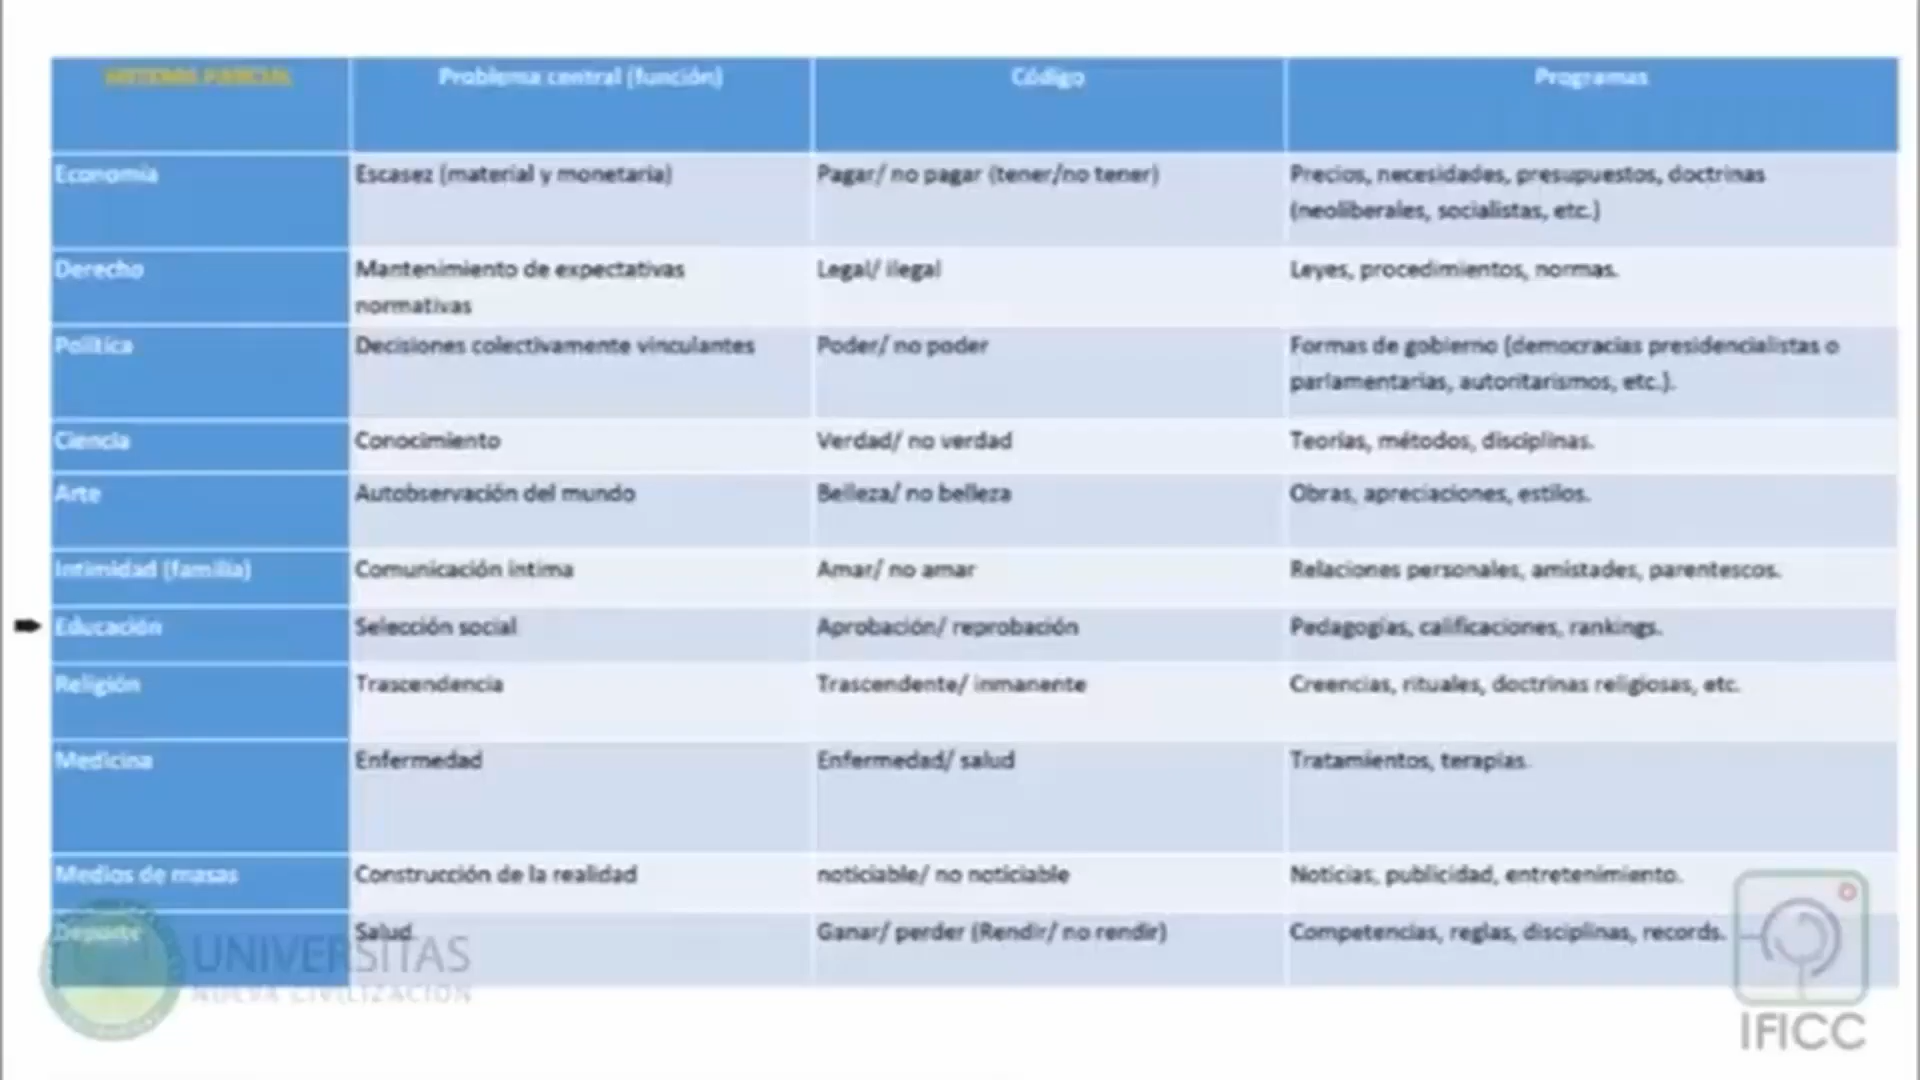 SISTEMA PARCIAL
Problema central (función)
Código
Programas
Economía
Escasez (material y monetaria)
Pagar/ no pagar (tener/no tener)
Precios, necesidades, presupuestos, doctrinas
(neoliberales, socialistas, etc.)
Derecho
Mantenimiento de expectativas
normativas
Legal/ ilegal
Leyes, procedimientos, normas.
Política
Decisiones colectivamente vinculantes
Poder/ no poder
Formas de gobierno (democracias presidencialistas o
parlamentarias, autoritarismos, etc.).
Ciencia
Conocimiento
Verdad/ no verdad
Teorías, métodos, disciplinas.
Arte
Autobservación del mundo
Belleza/ no belleza
Obras, apreciaciones, estilos.
Intimidad (familia)
Comunicación íntima
Amar/ no amar
Relaciones personales, amistades, parentescos.
Educación
Selección social
Aprobación/ reprobación
Pedagogías, calificaciones, rankings.
Religión
Trascendencia
Trascendente/ inmanente
Creencias, rituales, doctrinas religiosas, etc.
Medicina
Enfermedad
Enfermedad/ salud
Tratamientos, terapias.
Medios de masas
Construcción de la realidad
noticiable/ no noticiable
Noticias, publicidad, entretenimiento.
Deporte
Salud
Ganar/ perder (Rendir/ no rendir)
Competencias, reglas, disciplinas, records.
UNIVERSITAS
NUEVA CIVILIZACIÓN
IFICC